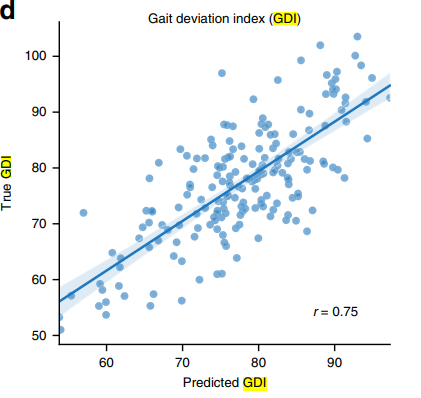 d
Gait deviation index (GDI)
100
90
80
70
60
50
True GDI
r = 0.75
60 70 80 90
Predicted GDI